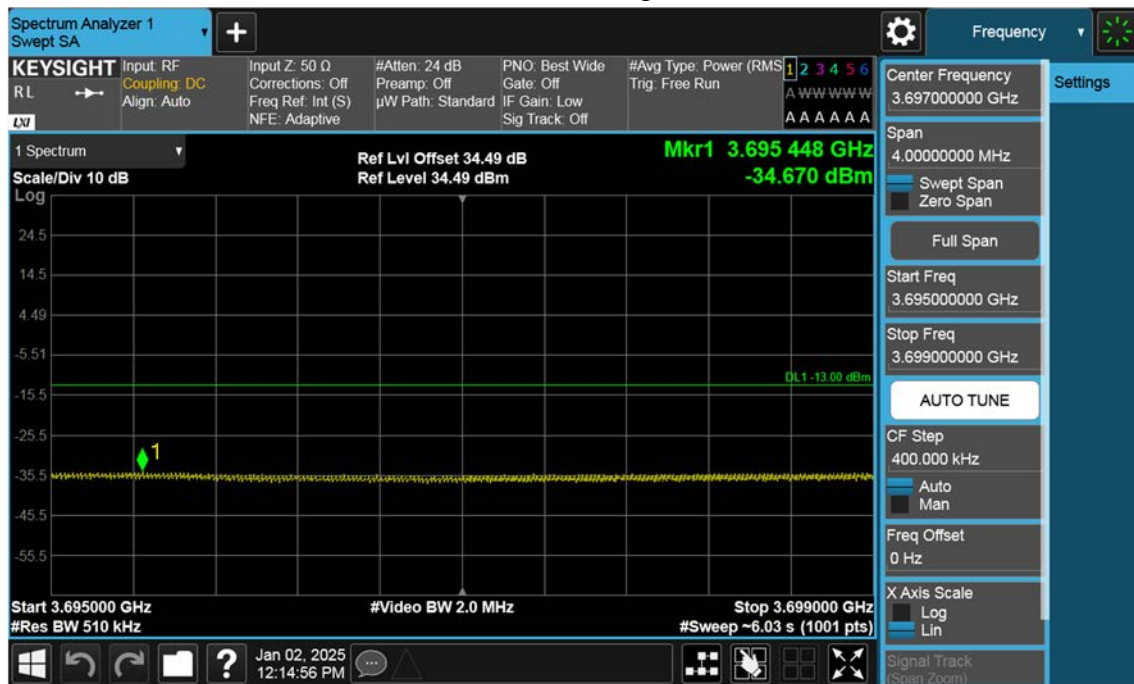 Spectrum Analyzer 1
Swept SA
Frequency
KEYSIGHT
RL
LXI
Input: RF
Coupling: DC
Align: Auto
Input Z: 50 Ω
Corrections: Off
Freq Ref: Int (S)
NFE: Adaptive
#Atten: 24 dB
Preamp: Off
µW Path: Standard
PNO: Best Wide
Gate: Off
IF Gain: Low
Sig Track: Off
#Avg Type: Power (RMS
Trig: Free Run
1 2 3 4 5 6
A W W W W W
A A A A A A
1 Spectrum
Scale/Div 10 dB
Log
Ref Lvl Offset 34.49 dB
Ref Level 34.49 dBm
Mkr1 3.695 448 GHz
-34.670 dBm
24.5
14.5
4.49
-5.51
DL1 -13.00 dBm
-15.5
-25.5
1
-35.5
-45.5
-55.5
Start 3.695000 GHz
#Res BW 510 kHz
#Video BW 2.0 MHz
Stop 3.699000 GHz
#Sweep ~6.03 s (1001 pts)
Center Frequency
3.697000000 GHz
Span
4.00000000 MHz
Swept Span
Zero Span
Full Span
Start Freq
3.695000000 GHz
Stop Freq
3.699000000 GHz
AUTO TUNE
CF Step
400.000 kHz
Auto
Man
Freq Offset
0 Hz
X Axis Scale
Log
Lin
Signal Track
(Span Zoom)
Settings
?
Jan 02, 2025
12:14:56 PM